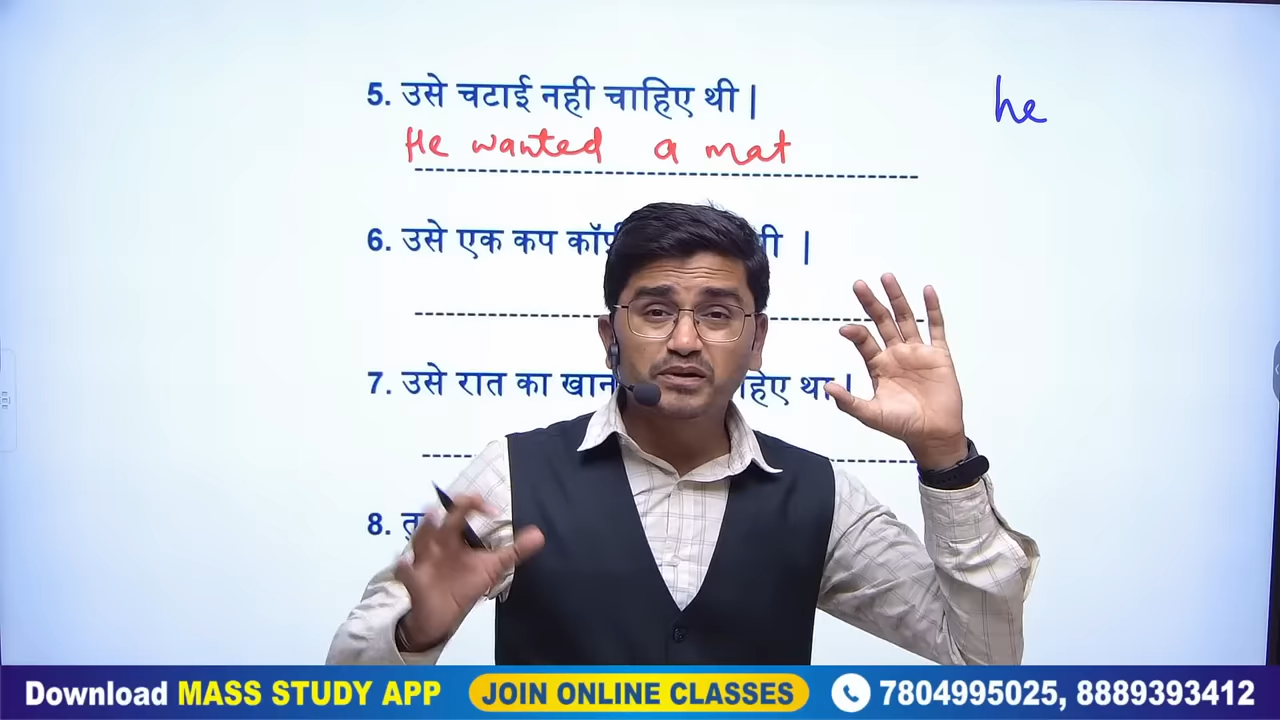 5. उसे चटाई नही चाहिए थी |
he
He wanted a mat
6. उसे एक कप
7. उसे रात का था |
8.
Download MASS STUDY APP JOIN ONLINE CLASSES 7804995025, 8889393412